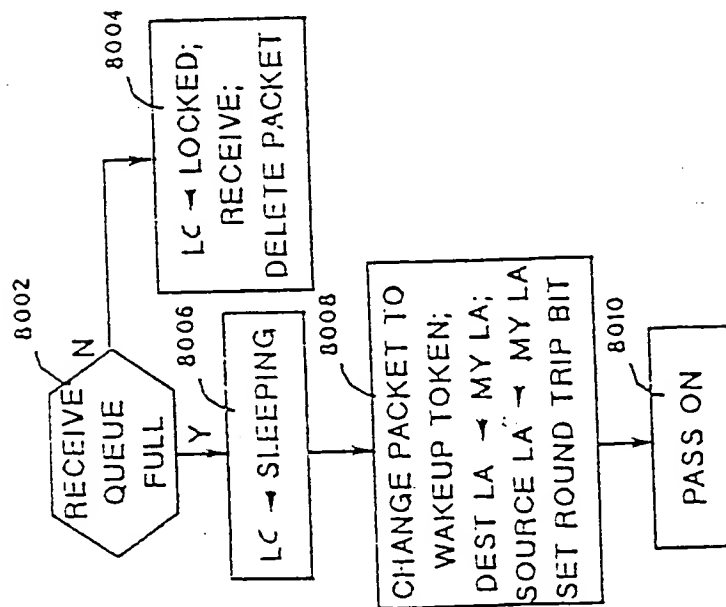 8002
RECEIVE
QUEUE
FULL
N
Y
8004
LC ← LOCKED;
RECEIVE;
DELETE PACKET
8006
LC ← SLEEPING
8008
CHANGE PACKET TO
WAKEUP TOKEN;
DEST LA ← MY LA;
SOURCE LA ← MY LA
SET ROUND TRIP BIT
8010
PASS ON